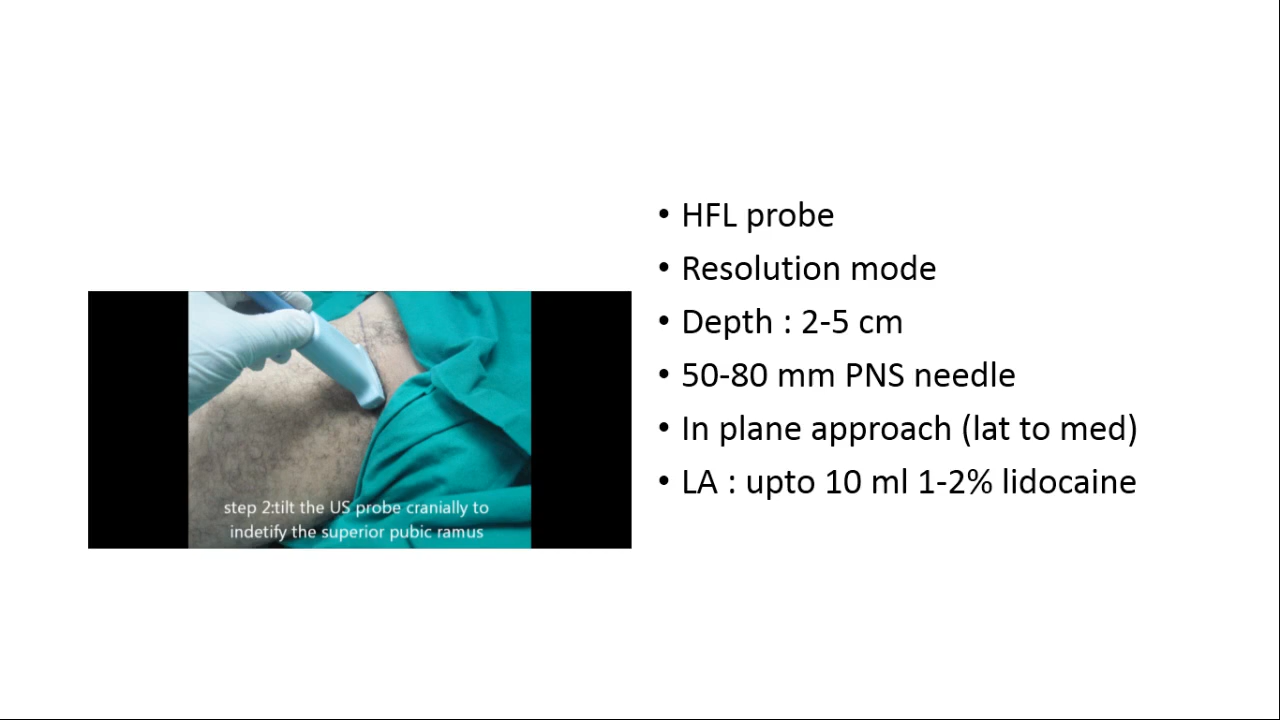 • HFL probe
• Resolution mode
• Depth : 2-5 cm
• 50-80 mm PNS needle
• In plane approach (lat to med)
• LA : upto 10 ml 1-2% lidocaine
step 2:tilt the US probe cranially to
indetify the superior pubic ramus